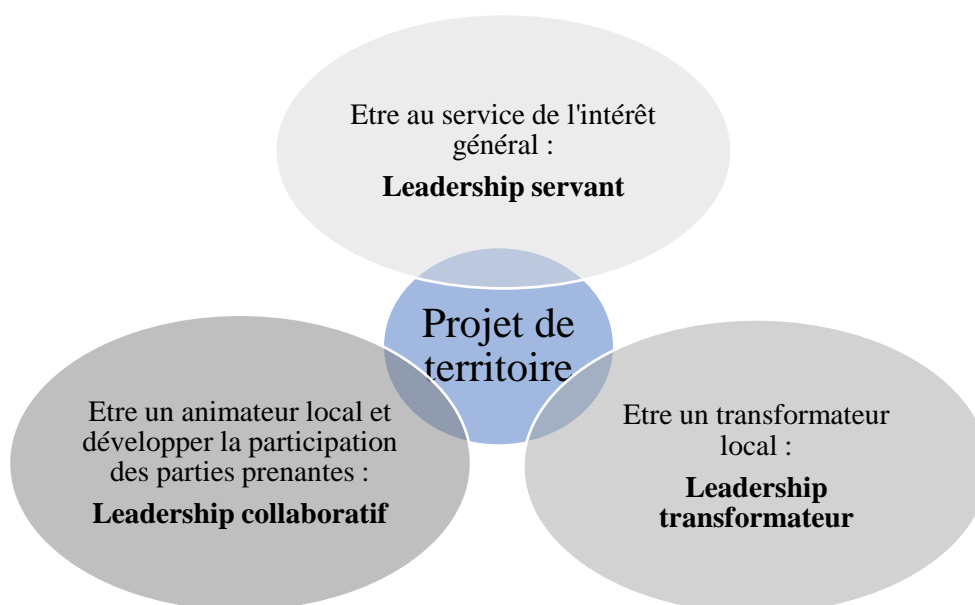 Etre au service de l'intérêt
général :
Leadership servant
Projet de
territoire
Etre un animateur local et
développer la participation
des parties prenantes :
Leadership collaboratif
Etre un transformateur
local :
Leadership
transformateur